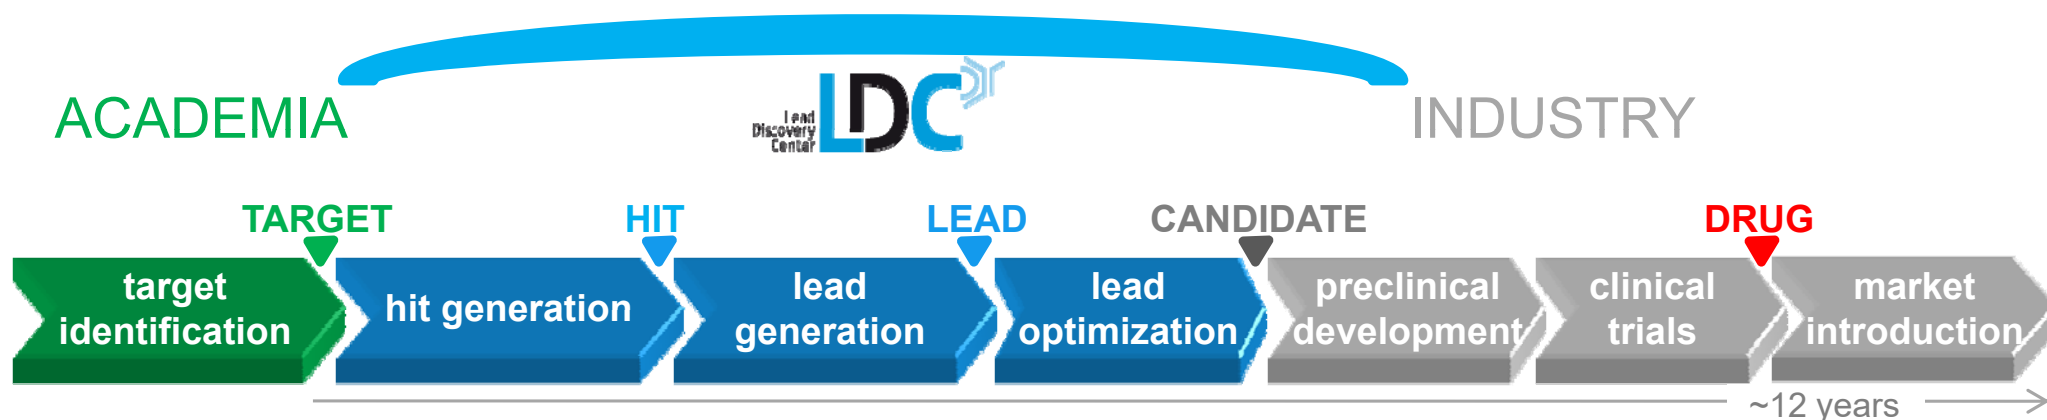 ACADEMIA
Lead
Discovery
Center
LDC
INDUSTRY
TARGET
HIT
LEAD
CANDIDATE
DRUG
target
identification
hit generation
lead
generation
lead
optimization
preclinical
development
clinical
trials
market
introduction
~12 years